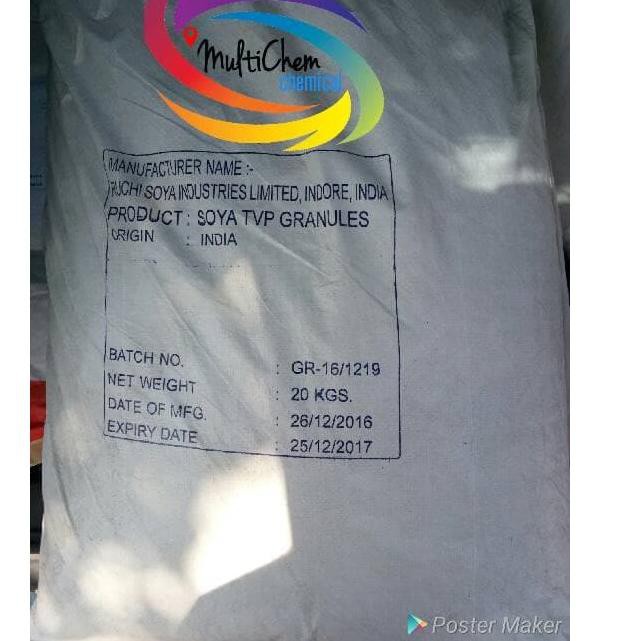 MultiChem
chemical
MANUFACTURER NAME :-
RUCHI SOYA INDUSTRIES LIMITED, INDORE, INDIA
PRODUCT : SOYA TVP GRANULES
ORIGIN : INDIA
BATCH NO. : GR-16/1219
NET WEIGHT : 20 KGS.
DATE OF MFG. : 26/12/2016
EXPIRY DATE : 25/12/2017
Poster Maker